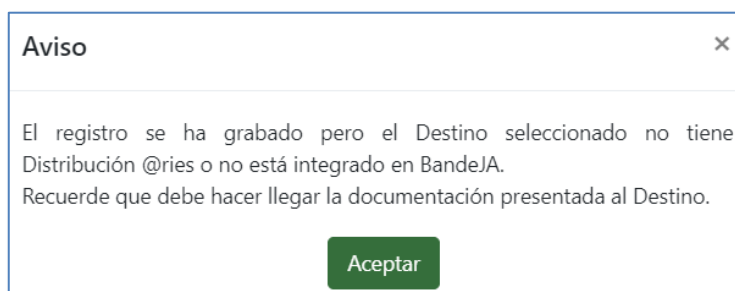 Aviso ×
El registro se ha grabado pero el Destino seleccionado no tiene
Distribución @ries o no está integrado en BandeJA.
Recuerde que debe hacer llegar la documentación presentada al Destino.
Aceptar